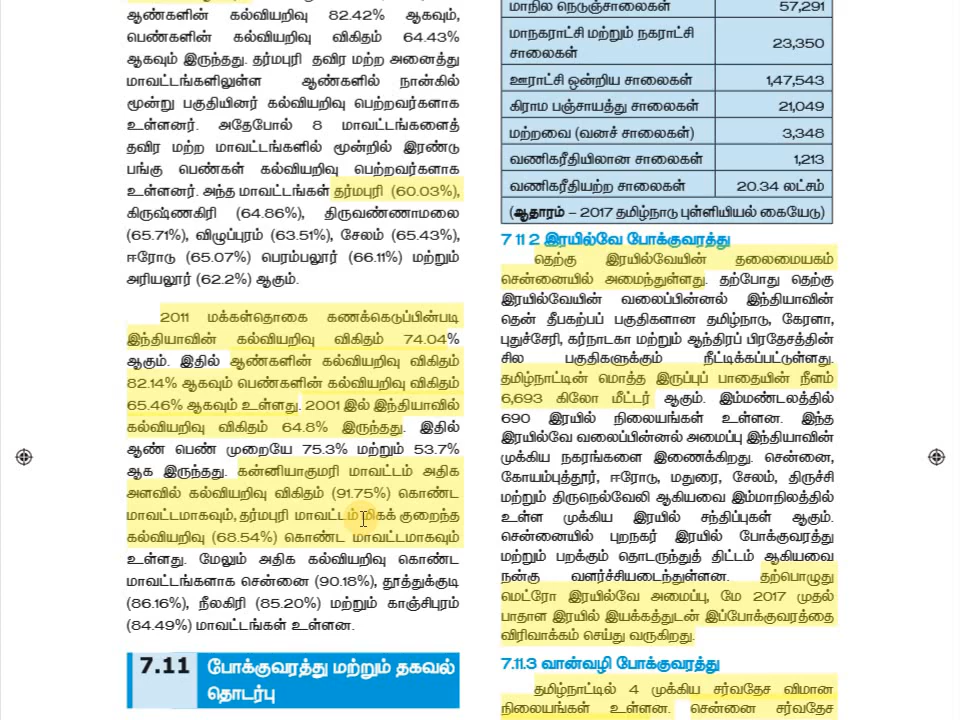 ஆண்களின் கல்வியறிவு 82.42% ஆகவும்,
பெண்களின் கல்வியறிவு விகிதம் 64.43%
ஆகவும் இருந்தது. தர்மபுரி தவிர மற்ற அனைத்து
மாவட்டங்களிலுள்ள ஆண்களில் நான்கில்
மூன்று பகுதியினர் கல்வியறிவு பெற்றவர்களாக
உள்ளனர். அதேபோல் 8 மாவட்டங்களைத்
தவிர மற்ற மாவட்டங்களில் மூன்றில் இரண்டு
பங்கு பெண்கள் கல்வியறிவு பெற்றவர்களாக
உள்ளனர். அந்த மாவட்டங்கள் தர்மபுரி (60.03%),
கிருஷ்ணகிரி (64.86%), திருவண்ணாமலை
(65.71%), விழுப்புரம் (63.51%), சேலம் (65.43%),
ஈரோடு (65.07%) பெரம்பலூர் (66.11%) மற்றும்
அரியலூர் (62.2%) ஆகும்.
2011 மக்கள்தொகை கணக்கெடுப்பின்படி
இந்தியாவின் கல்வியறிவு விகிதம் 74.04%
ஆகும். இதில் ஆண்களின் கல்வியறிவு விகிதம்
82.14% ஆகவும் பெண்களின் கல்வியறிவு விகிதம்
65.46% ஆகவும் உள்ளது. 2001 இல் இந்தியாவில்
கல்வியறிவு விகிதம் 64.8% இருந்தது. இதில்
ஆண் பெண் முறையே 75.3% மற்றும் 53.7%
ஆக இருந்தது. கன்னியாகுமரி மாவட்டம் அதிக
அளவில் கல்வியறிவு விகிதம் (91.75%) கொண்ட
மாவட்டமாகவும், தர்மபுரி மாவட்டம் மிகக் குறைந்த
கல்வியறிவு (68.54%) கொண்ட மாவட்டமாகவும்
உள்ளது. மேலும் அதிக கல்வியறிவு கொண்ட
மாவட்டங்களாக சென்னை (90.18%), தூத்துக்குடி
(86.16%), நீலகிரி (85.20%) மற்றும் காஞ்சிபுரம்
(84.49%) மாவட்டங்கள் உள்ளன.
7.11 போக்குவரத்து மற்றும் தகவல்
தொடர்பு
மாநில நெடுஞ்சாலைகள் 57,291
மாநகராட்சி மற்றும் நகராட்சி
சாலைகள் 23,350
ஊராட்சி ஒன்றிய சாலைகள் 1,47,543
கிராம பஞ்சாயத்து சாலைகள் 21,049
மற்றவை (வனச் சாலைகள்) 3,348
வணிகரீதியிலான சாலைகள் 1,213
வணிகரீதியற்ற சாலைகள் 20.34 லட்சம்
(ஆதாரம் – 2017 தமிழ்நாடு புள்ளியியல் கையேடு)
7 11 2 இரயில்வே போக்குவரத்து
தெற்கு இரயில்வேயின் தலைமையகம்
சென்னையில் அமைந்துள்ளது. தற்போது தெற்கு
இரயில்வேயின் வலைப்பின்னல் இந்தியாவின்
தென் தீபகற்பப் பகுதிகளான தமிழ்நாடு, கேரளா,
புதுச்சேரி, கர்நாடகா மற்றும் ஆந்திரப் பிரதேசத்தின்
சில பகுதிகளுக்கும் நீட்டிக்கப்பட்டுள்ளது.
தமிழ்நாட்டின் மொத்த இருப்புப் பாதையின் நீளம்
6,693 கிலோ மீட்டர் ஆகும். இம்மண்டலத்தில்
690 இரயில் நிலையங்கள் உள்ளன. இந்த
இரயில்வே வலைப்பின்னல் அமைப்பு இந்தியாவின்
முக்கிய நகரங்களை இணைக்கிறது. சென்னை,
கோயம்புத்தூர், ஈரோடு, மதுரை, சேலம், திருச்சி
மற்றும் திருநெல்வேலி ஆகியவை இம்மாநிலத்தில்
உள்ள முக்கிய இரயில் சந்திப்புகள் ஆகும்.
சென்னையில் புறநகர் இரயில் போக்குவரத்து
மற்றும் பறக்கும் தொடருந்துத் திட்டம் ஆகியவை
நன்கு வளர்ச்சியடைந்துள்ளன. தற்பொழுது
மெட்ரோ இரயில்வே அமைப்பு, மே 2017 முதல்
பாதாள இரயில் இயக்கத்துடன் இப்போக்குவரத்தை
விரிவாக்கம் செய்து வருகிறது.
7.11.3 வான்வழி போக்குவரத்து
தமிழ்நாட்டில் 4 முக்கிய சர்வதேச விமான
நிலையங்கள் உள்ளன. சென்னை சர்வதேச